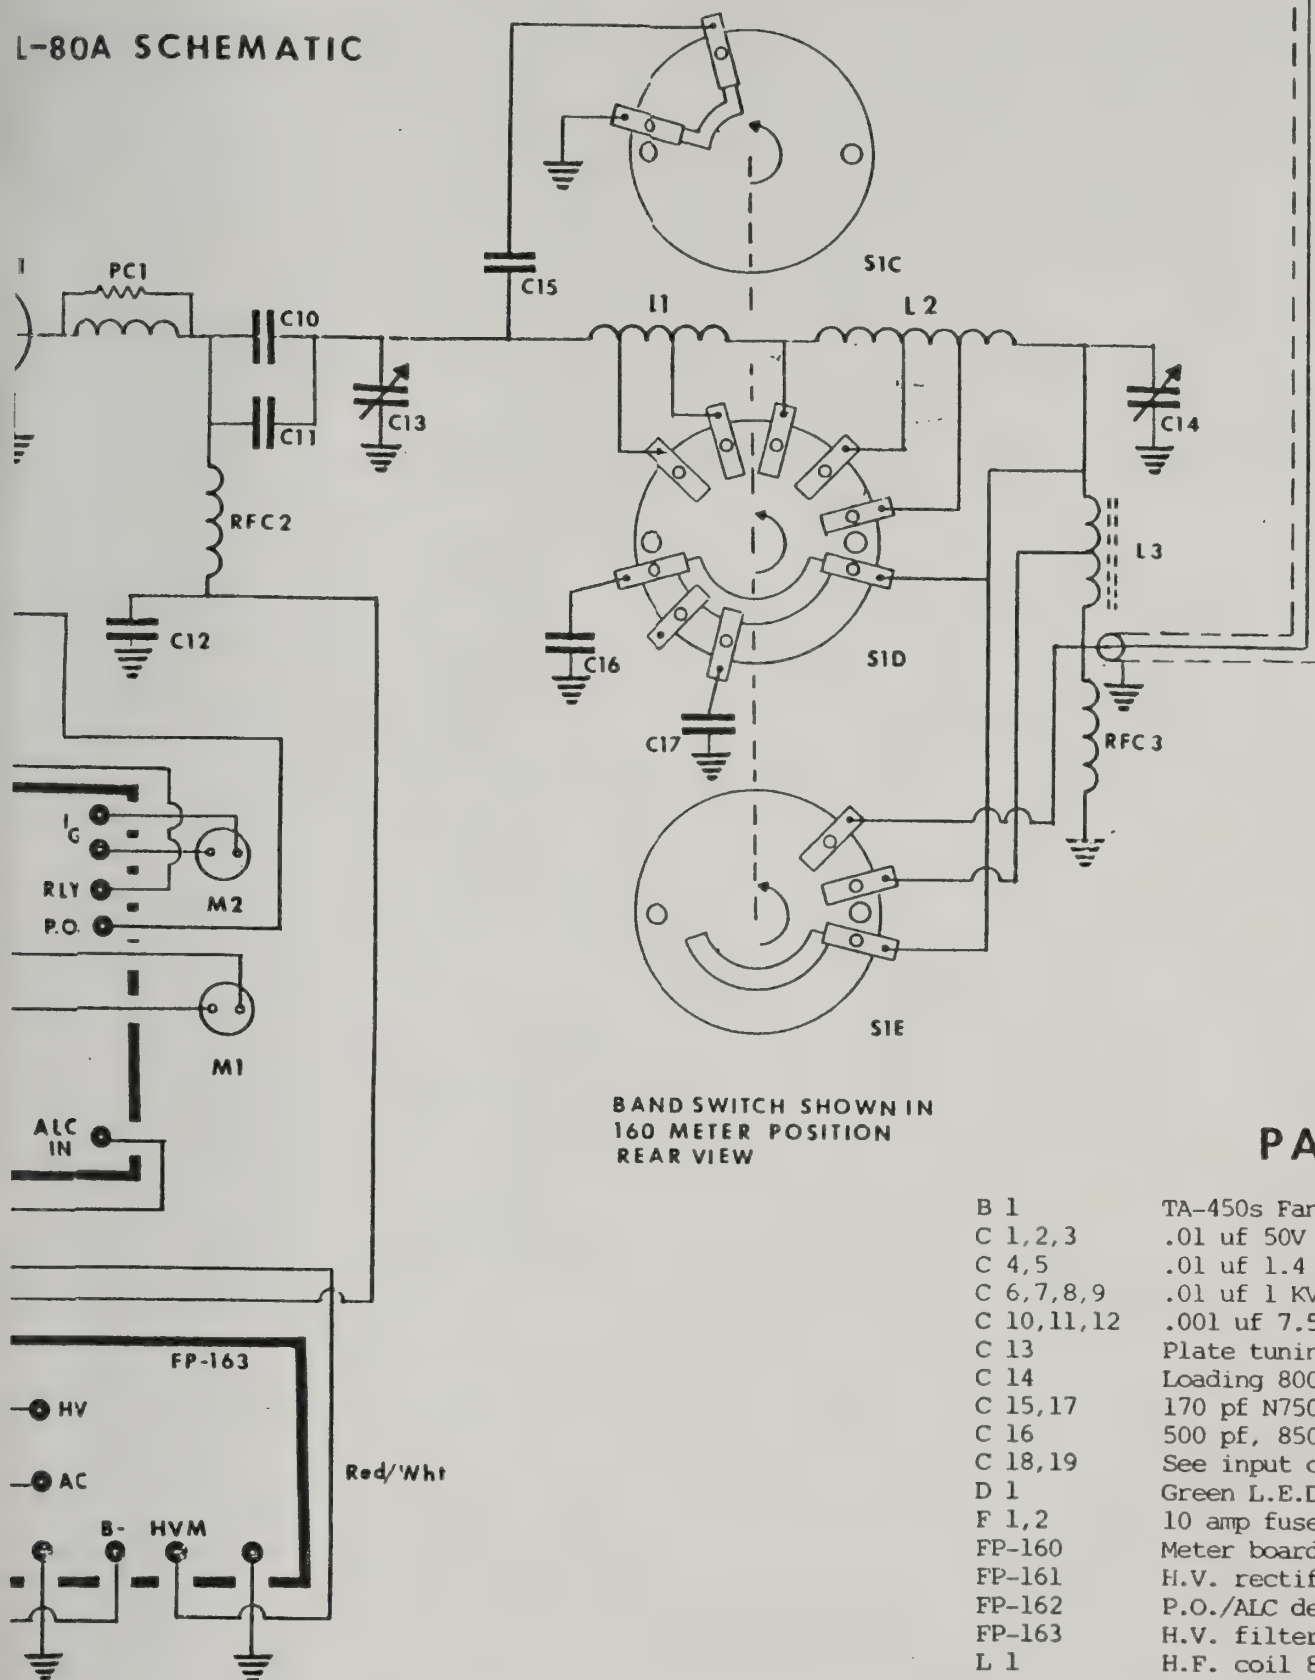 L-80A SCHEMATIC
S1C
PC1
C10
C15
L1
L2
C11
C13
C14
RFC2
L3
C12
C16
S1D
C17
RFC3
IG
RLY
M2
P.O.
M1
S1E
ALC
IN
BAND SWITCH SHOWN IN
160 METER POSITION
REAR VIEW
PA
B 1 TA-450s Fan
C 1,2,3 .01 uf 50V
C 4,5 .01 uf 1.4
C 6,7,8,9 .01 uf 1 KV
C 10,11,12 .001 uf 7.5
C 13 Plate tunin
C 14 Loading 800
C 15,17 170 pf N750
C 16 500 pf, 850
C 18,19 See input c
D 1 Green L.E.D
F 1,2 10 amp fuse
FP-160 Meter board
FP-161 H.V. rectif
FP-162 P.O./ALC de
FP-163 H.V. filter
L 1 H.F. coil 8
FP-163
HV
AC
Red/Wht
B- HVM